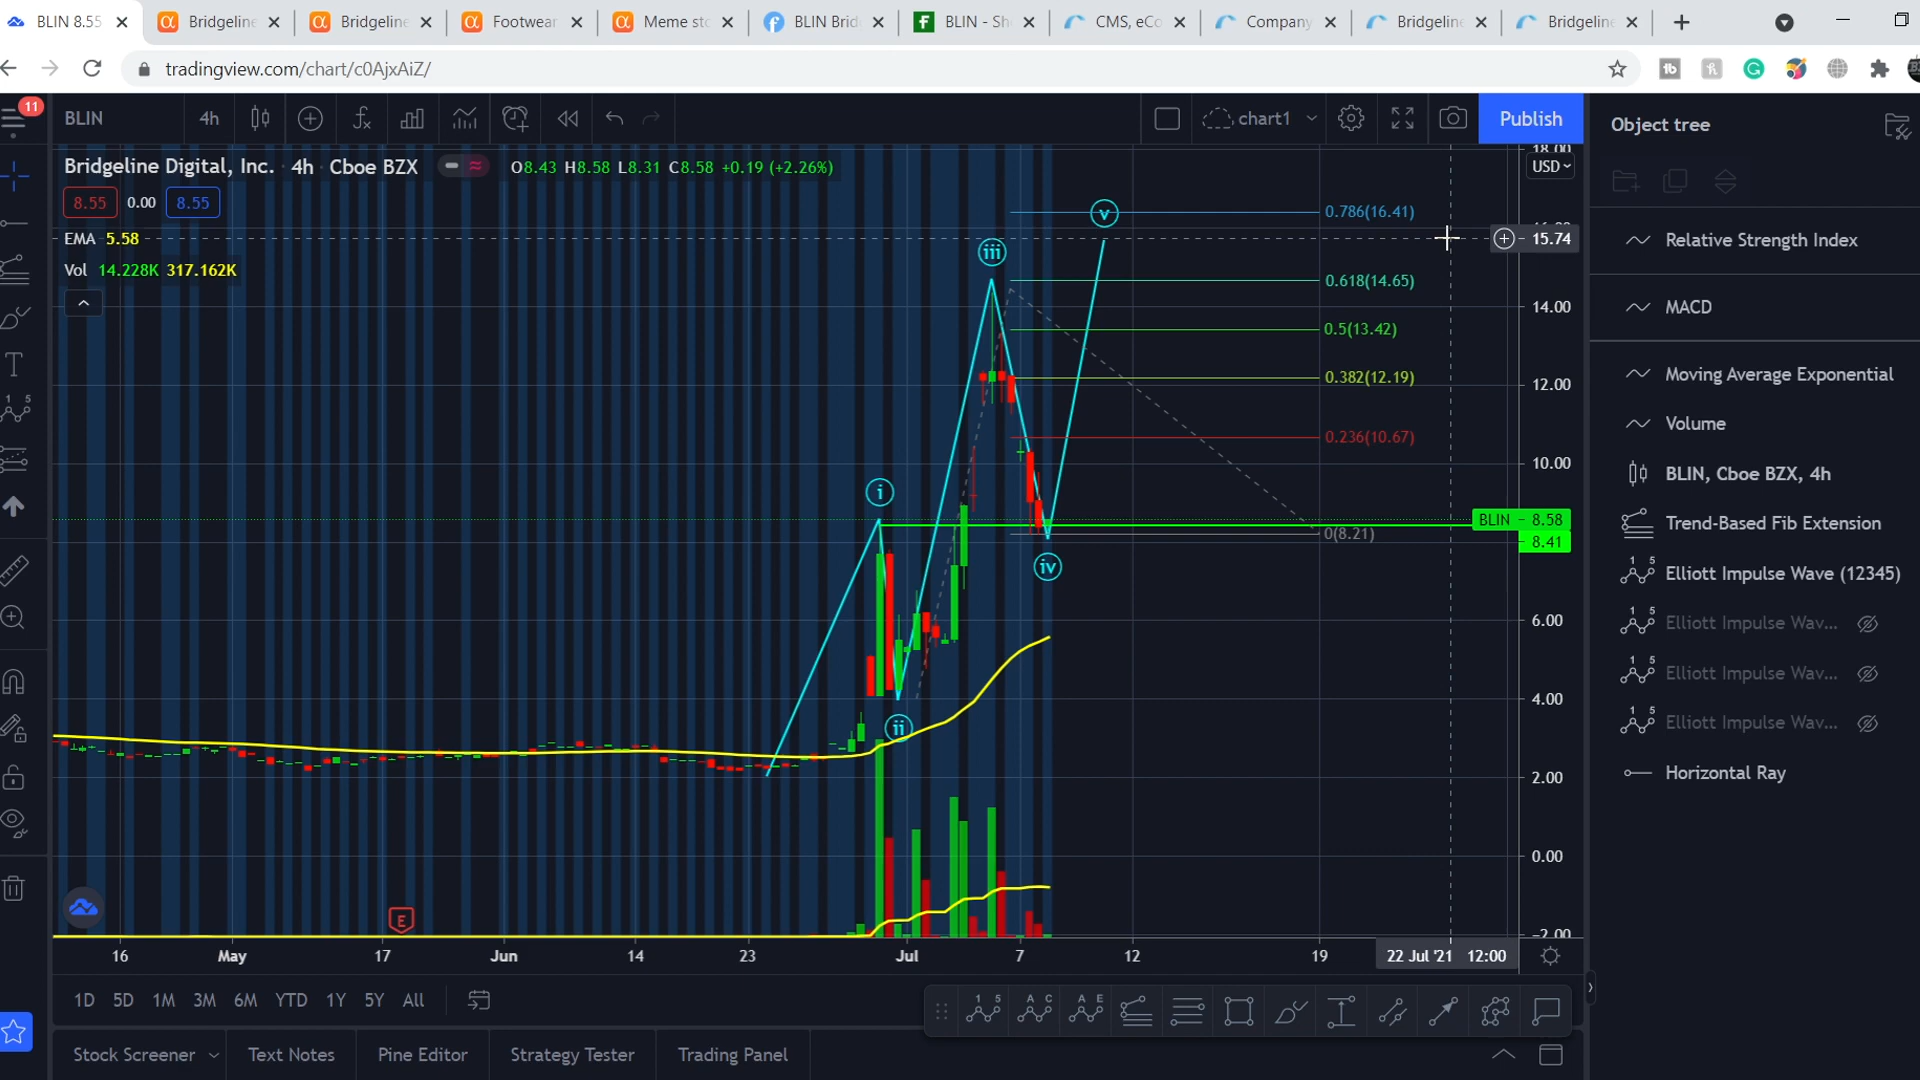 BLIN 8.55
Bridgeline
Bridgeline
Footwear
Meme sto
BLIN Brid
BLIN - Sh
CMS, eCo
Company
Bridgeline
Bridgeline
tradingview.com/chart/c0AjxAiZ/
11
BLIN
4h
chart1
Publish
Object tree
Bridgeline Digital, Inc. · 4h · Cboe BZX
O8.43 H8.58 L8.31 C8.58 +0.19 (+2.26%)
8.55 0.00 8.55
EMA 5.58
Vol 14.228K 317.162K
18.00
USD
15.74
14.00
12.00
10.00
BLIN 8.58
8.41
6.00
4.00
2.00
0.00
-2.00
0.786(16.41)
0.618(14.65)
0.5(13.42)
0.382(12.19)
0.236(10.67)
0(8.21)
i
ii
iii
iv
v
E
16 May 17 Jun 14 23 Jul 7 12 19 22 Jul '21 12:00
Relative Strength Index
MACD
Moving Average Exponential
Volume
BLIN, Cboe BZX, 4h
Trend-Based Fib Extension
Elliott Impulse Wave (12345)
Elliott Impulse Wav...
Elliott Impulse Wav...
Elliott Impulse Wav...
Horizontal Ray
1D 5D 1M 3M 6M YTD 1Y 5Y All
Stock Screener Text Notes Pine Editor Strategy Tester Trading Panel